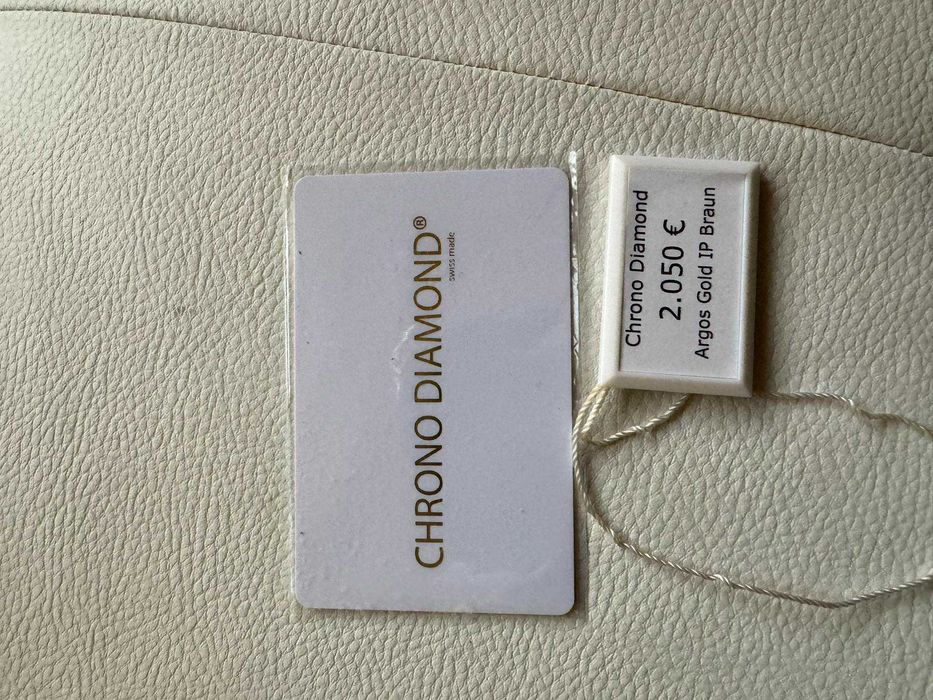 CHRONO DIAMOND®
swiss made
Chrono Diamond
2.050 €
Argos Gold IP Braun